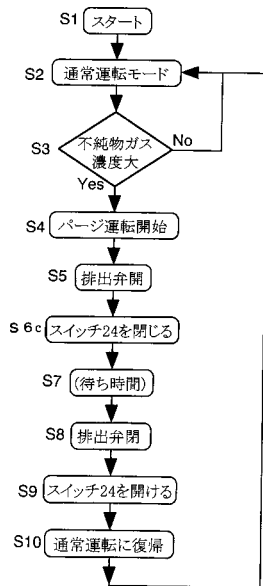 S1 スタート
S2 通常運転モード
S3 不純物ガス
濃度大
No
Yes
S4 パージ運転開始
S5 排出弁開
S6c スイッチ24を閉じる
S7 (待ち時間)
S8 排出弁閉
S9 スイッチ24を開ける
S10 通常運転に復帰